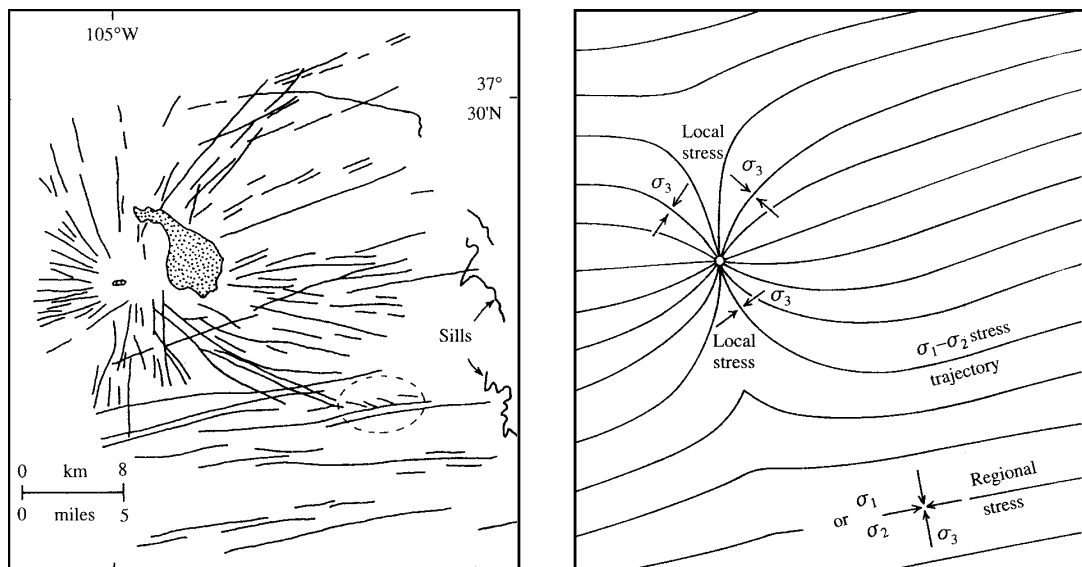 105°W
37°
30'N
Sills
0 km 8
0 miles 5
Local
stress
σ₃
σ₃
σ₃
Local
stress
σ₁–σ₂ stress
trajectory
or σ₁
σ₂
Regional
stress
σ₃